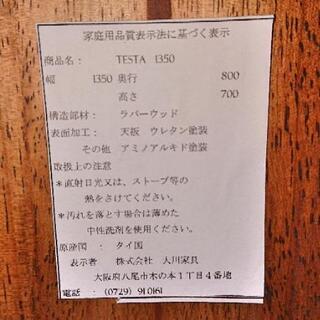 家庭用品質表示法に基づく表示
商品名： TESTA 1350
幅 1350 奥行 800
高さ 700
構造部材： ラバーウッド
表面加工： 天板 ウレタン塗装
その他 アミノアルキド塗装
取扱上の注意
＊直射日光又は、ストーブ等の
熱をさけてください。
＊汚れを落とす場合は薄めた
中性洗剤を使用ください。
原産国 ： タイ国
表示者 株式会社 大川家具
大阪府八尾市木の本1丁目4番地
電話 ： (0729) 91 0161